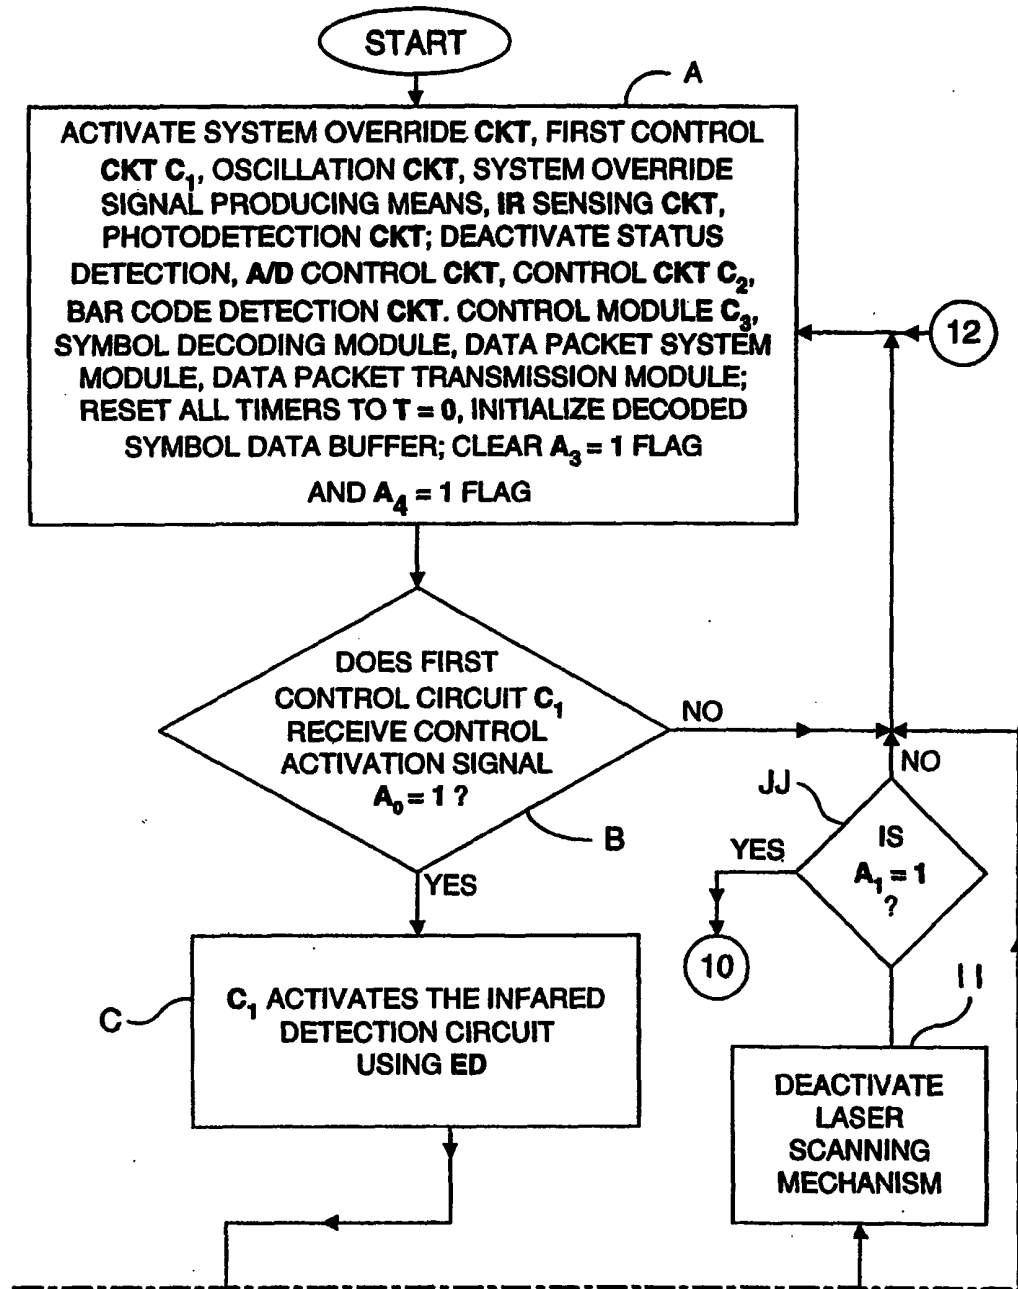 START
A
ACTIVATE SYSTEM OVERRIDE CKT, FIRST CONTROL
CKT C₁, OSCILLATION CKT, SYSTEM OVERRIDE
SIGNAL PRODUCING MEANS, IR SENSING CKT,
PHOTODETECTION CKT; DEACTIVATE STATUS
DETECTION, A/D CONTROL CKT, CONTROL CKT C₂,
BAR CODE DETECTION CKT. CONTROL MODULE C₃,
SYMBOL DECODING MODULE, DATA PACKET SYSTEM
MODULE, DATA PACKET TRANSMISSION MODULE;
RESET ALL TIMERS TO T = 0, INITIALIZE DECODED
SYMBOL DATA BUFFER; CLEAR A₃ = 1 FLAG
AND A₄ = 1 FLAG
12
DOES FIRST
CONTROL CIRCUIT C₁
RECEIVE CONTROL
ACTIVATION SIGNAL
A₀ = 1 ?
NO
B
YES
NO
JJ
IS
A₁ = 1
?
YES
10
C
C₁ ACTIVATES THE INFARED
DETECTION CIRCUIT
USING ED
II
DEACTIVATE
LASER
SCANNING
MECHANISM